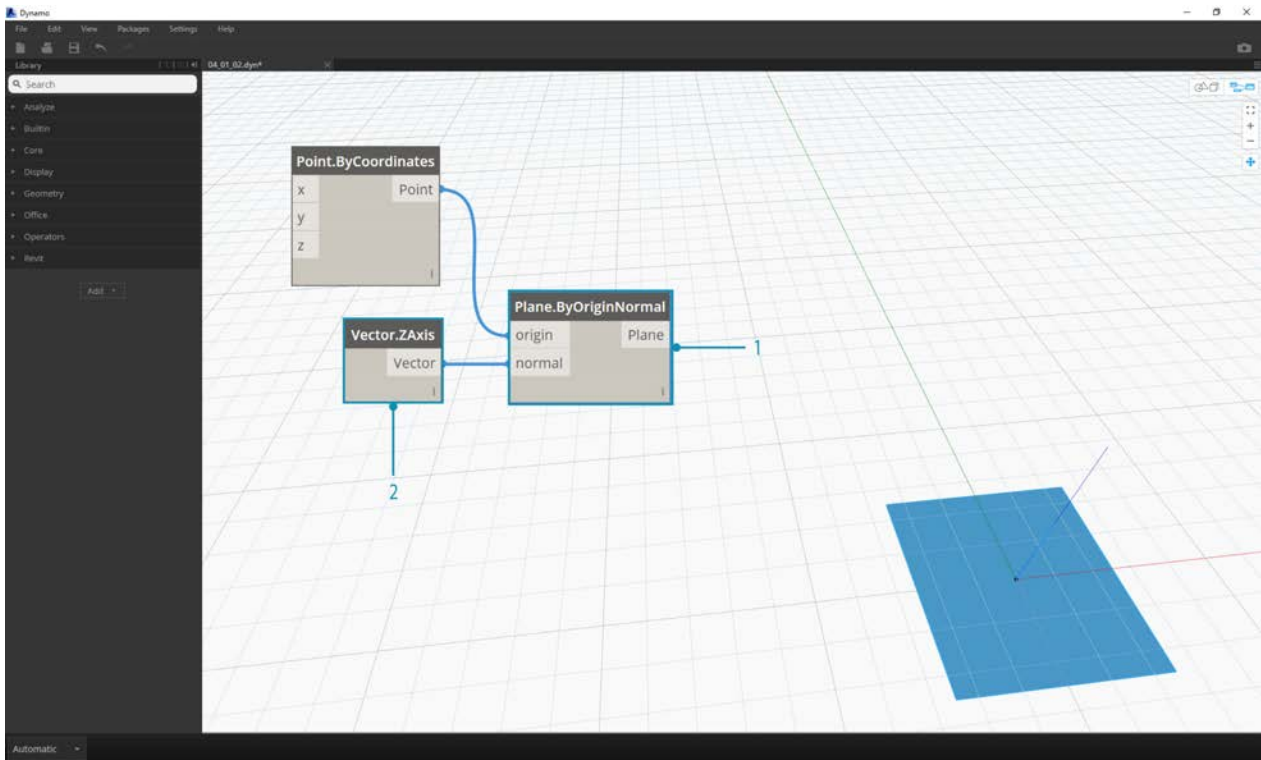 Dynamo
File Edit View Packages Settings Help
Library
04_01_02.dyn*
Search
Analyze
BuiltIn
Core
Display
Geometry
Office
Operators
Revit
Add
Point.ByCoordinates
x Point
y
z
Vector.ZAxis
Vector
Plane.ByOriginNormal
origin Plane
normal
1
2
Automatic